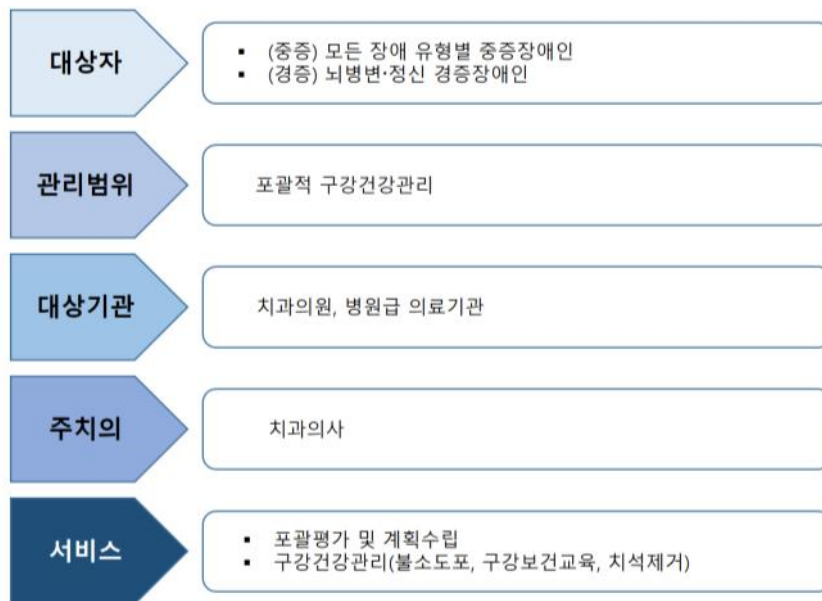 대상자
▪ (중증) 모든 장애 유형별 중증장애인
▪ (경증) 뇌병변·정신 경증장애인
관리범위
포괄적 구강건강관리
대상기관
치과의원, 병원급 의료기관
주치의
치과의사
서비스
▪ 포괄평가 및 계획수립
▪ 구강건강관리(불소도포, 구강보건교육, 치석제거)